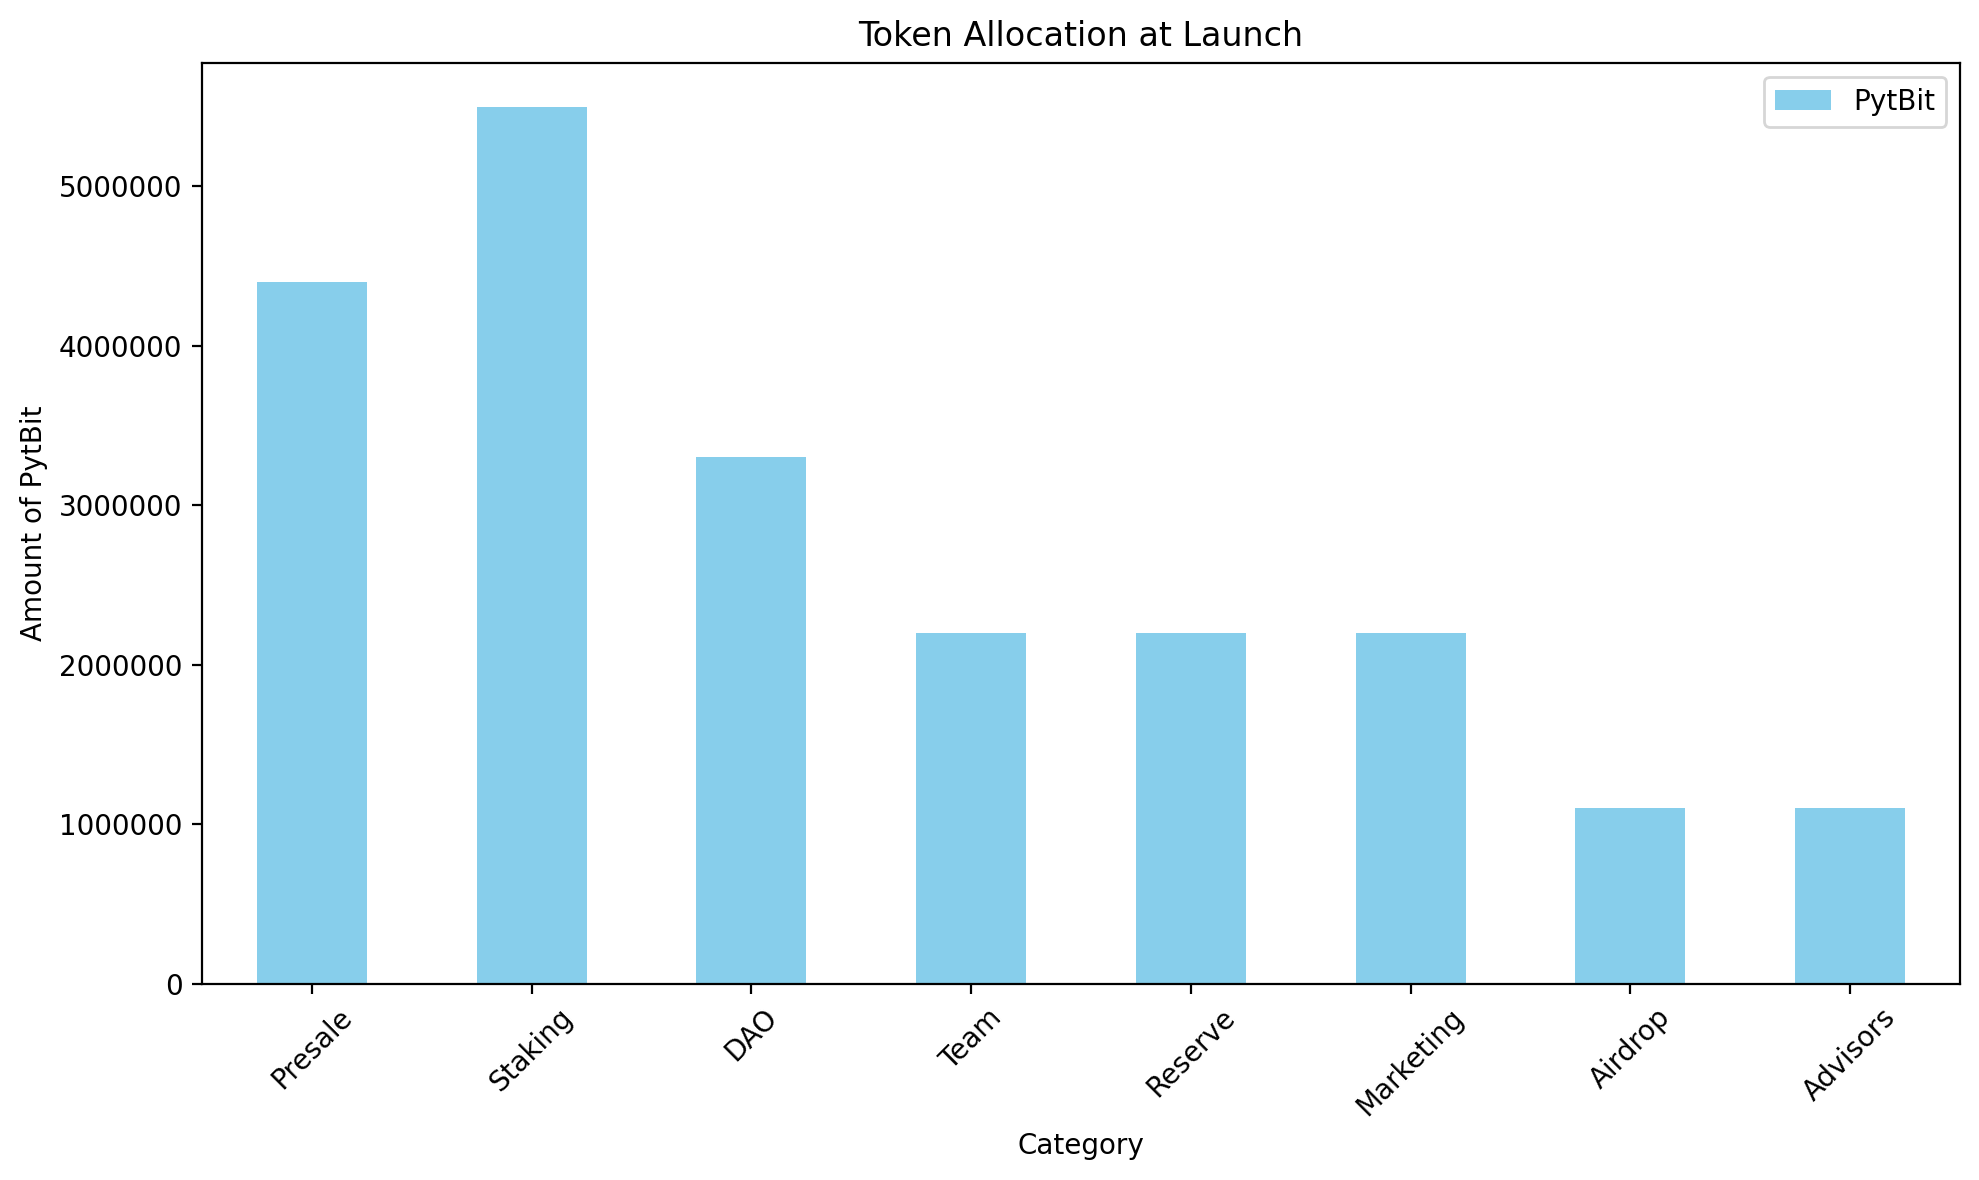 Token Allocation at Launch
PytBit
Amount of PytBit
5000000
4000000
3000000
2000000
1000000
0
Presale
Staking
DAO
Team
Reserve
Marketing
Airdrop
Advisors
Category